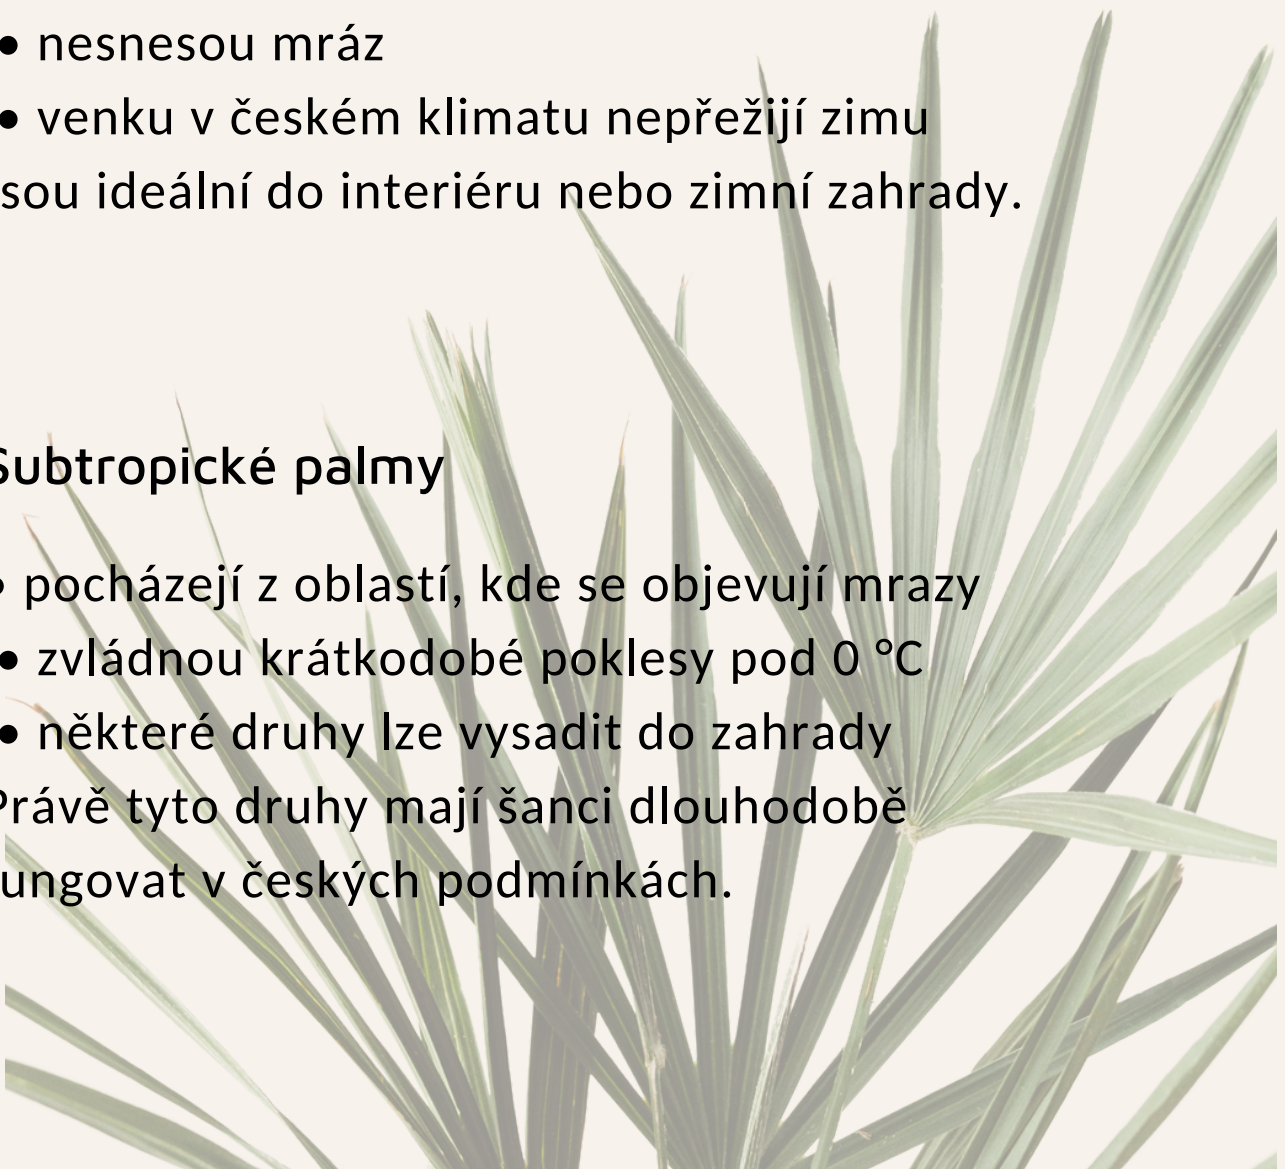 • nesnesou mráz
• venku v českém klimatu nepřežijí zimu
sou ideální do interiéru nebo zimní zahrady.
Subtropické palmy
• pocházejí z oblastí, kde se objevují mrazy
• zvládnou krátkodobé poklesy pod 0 °C
• některé druhy lze vysadit do zahrady
Právě tyto druhy mají šanci dlouhodobě
ungovat v českých podmínkách.